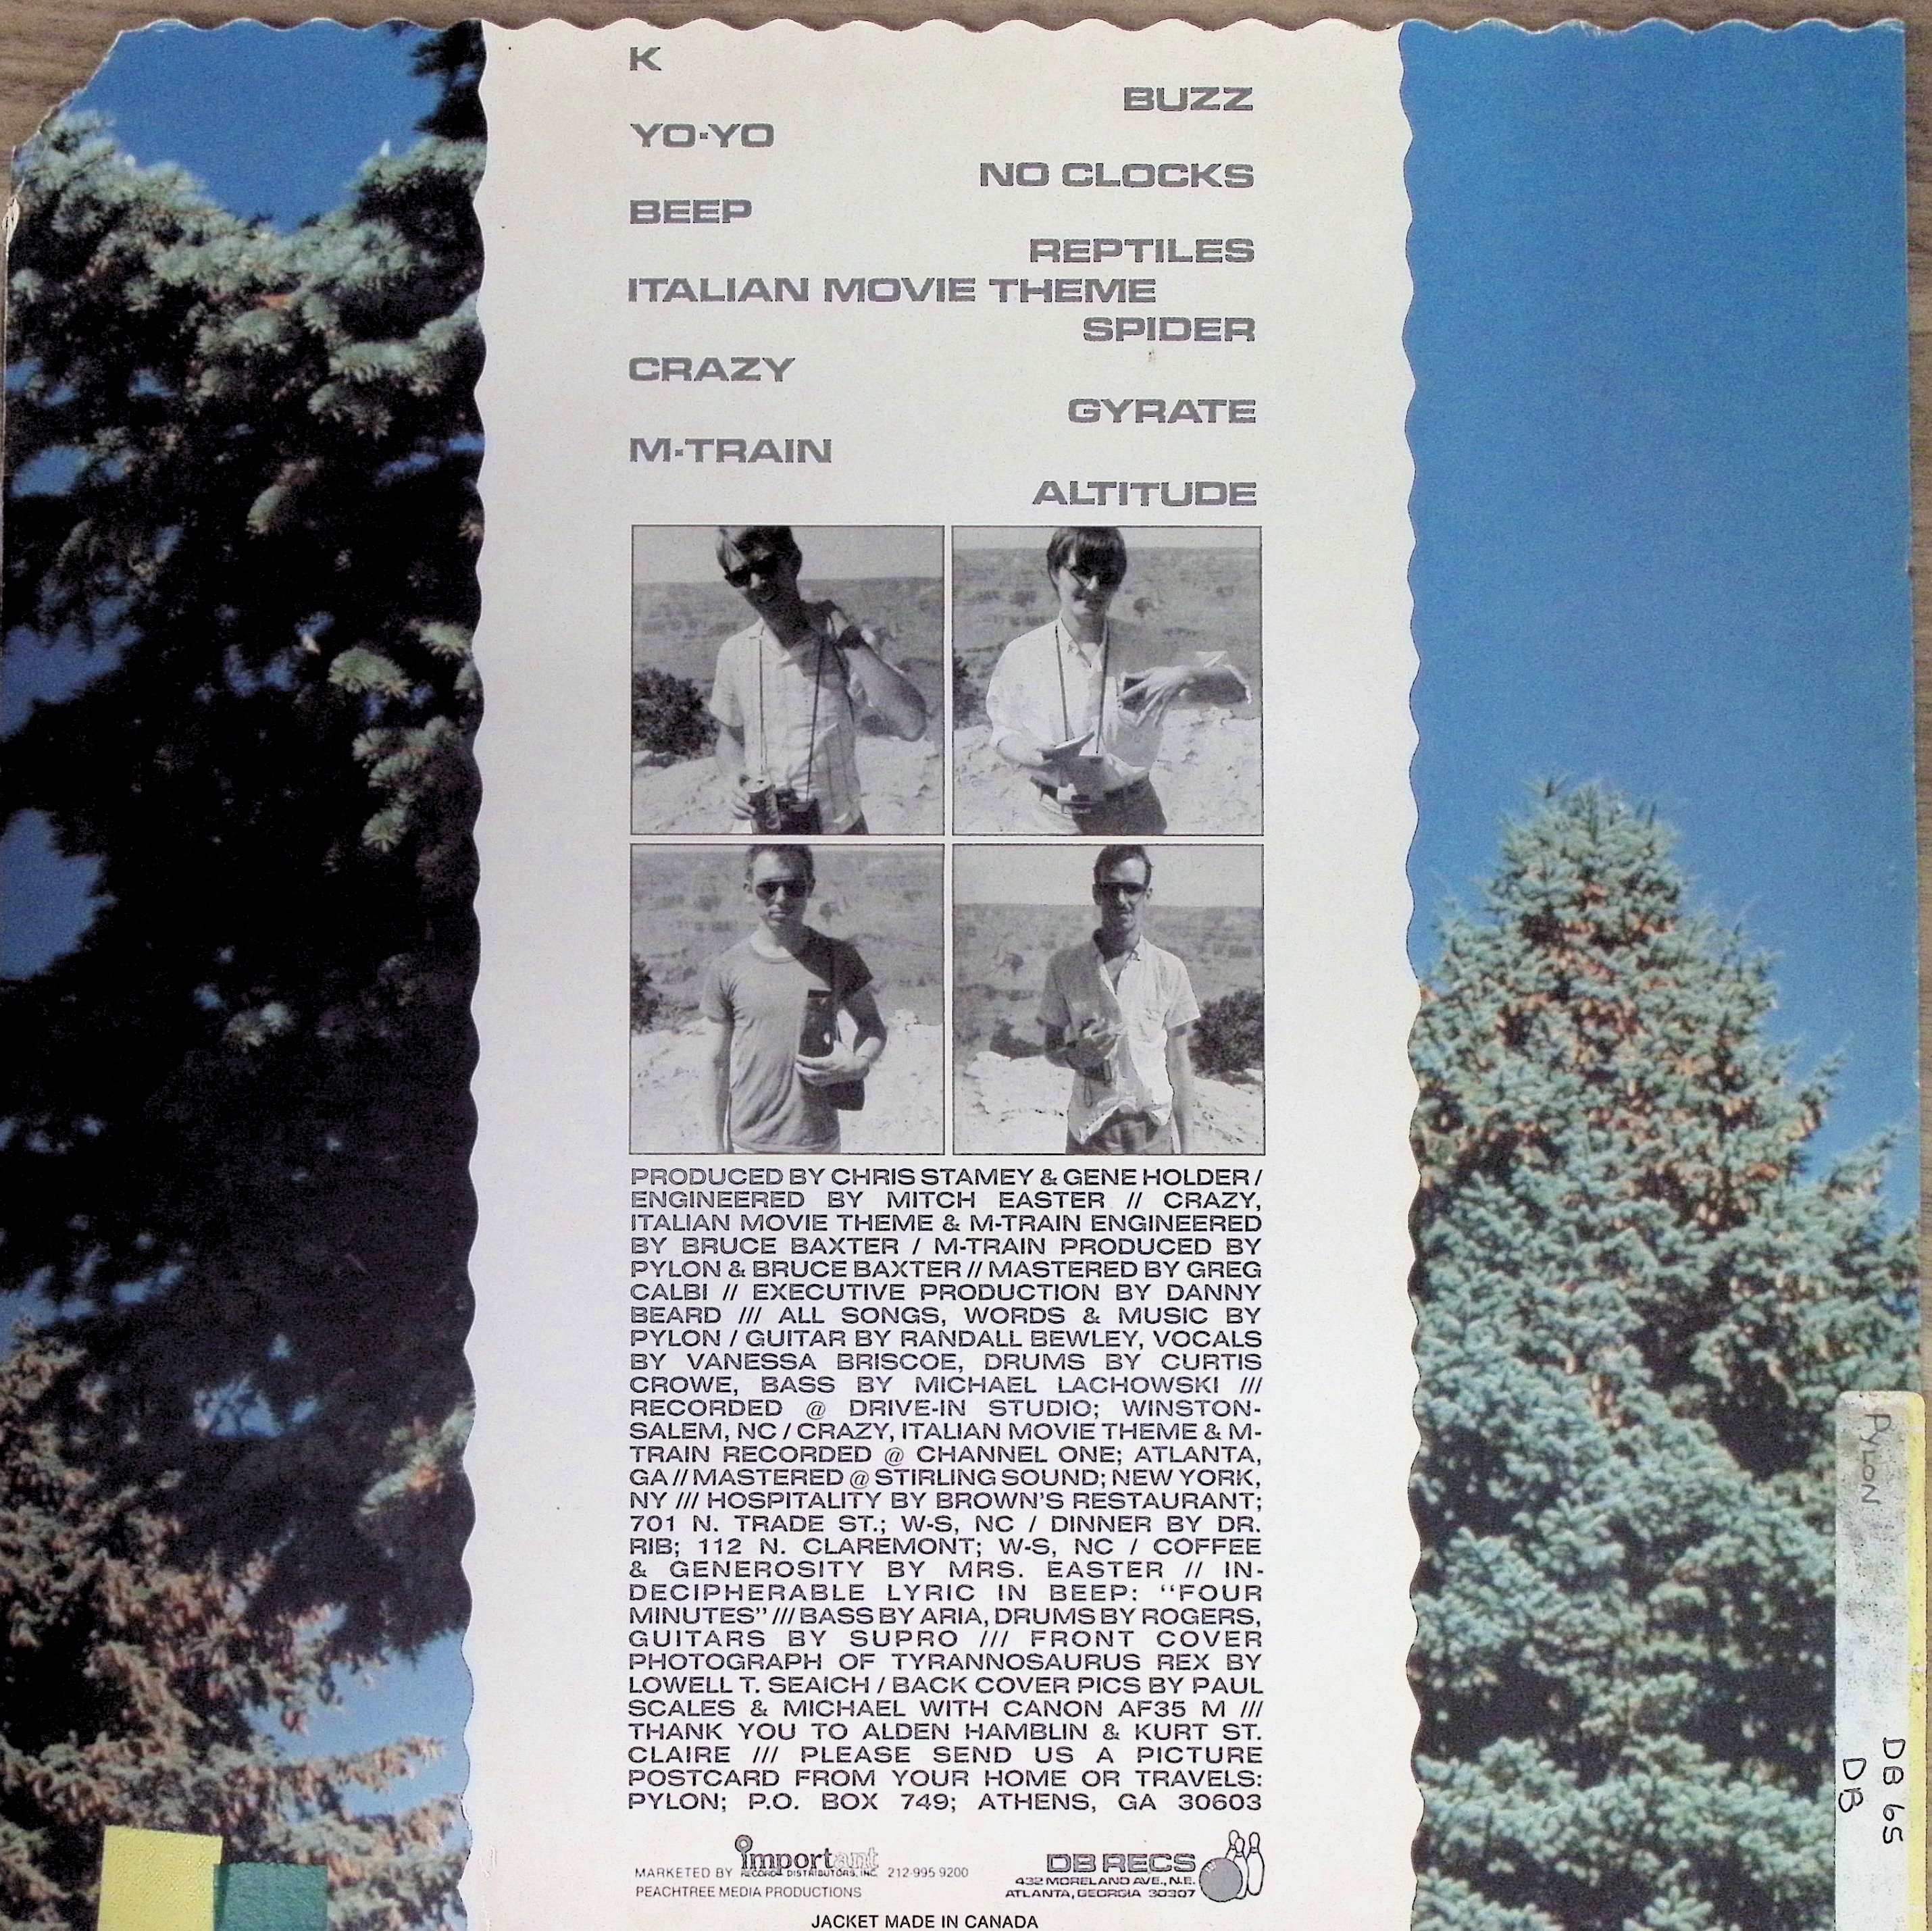 K
BUZZ
YO-YO
NO CLOCKS
BEEP
REPTILES
ITALIAN MOVIE THEME
SPIDER
CRAZY
GYRATE
M-TRAIN
ALTITUDE
PRODUCED BY CHRIS STAMEY & GENE HOLDER /
ENGINEERED BY MITCH EASTER // CRAZY,
ITALIAN MOVIE THEME & M-TRAIN ENGINEERED
BY BRUCE BAXTER / M-TRAIN PRODUCED BY
PYLON & BRUCE BAXTER // MASTERED BY GREG
CALBI // EXECUTIVE PRODUCTION BY DANNY
BEARD /// ALL SONGS, WORDS & MUSIC BY
PYLON / GUITAR BY RANDALL BEWLEY, VOCALS
BY VANESSA BRISCOE, DRUMS BY CURTIS
CROWE, BASS BY MICHAEL LACHOWSKI ///
RECORDED @ DRIVE-IN STUDIO; WINSTON-
SALEM, NC / CRAZY, ITALIAN MOVIE THEME & M-
TRAIN RECORDED @ CHANNEL ONE; ATLANTA,
GA // MASTERED @ STIRLING SOUND; NEW YORK,
NY /// HOSPITALITY BY BROWN'S RESTAURANT;
701 N. TRADE ST.; W-S, NC / DINNER BY DR.
RIB; 112 N. CLAREMONT; W-S, NC / COFFEE
& GENEROSITY BY MRS. EASTER // IN-
DECIPHERABLE LYRIC IN BEEP: "FOUR
MINUTES" /// BASS BY ARIA, DRUMS BY ROGERS,
GUITARS BY SUPRO /// FRONT COVER
PHOTOGRAPH OF TYRANNOSAURUS REX BY
LOWELL T. SEAICH / BACK COVER PICS BY PAUL
SCALES & MICHAEL WITH CANON AF35 M ///
THANK YOU TO ALDEN HAMBLIN & KURT ST.
CLAIRE /// PLEASE SEND US A PICTURE
POSTCARD FROM YOUR HOME OR TRAVELS:
PYLON; P.O. BOX 749; ATHENS, GA 30603
MARKETED BY important RECORD DISTRIBUTORS, INC. 212-995 9200
PEACHTREE MEDIA PRODUCTIONS
DB RECS
432 MORELAND AVE., N.E.
ATLANTA, GEORGIA 30307
JACKET MADE IN CANADA
PYLON
DB 65
DB